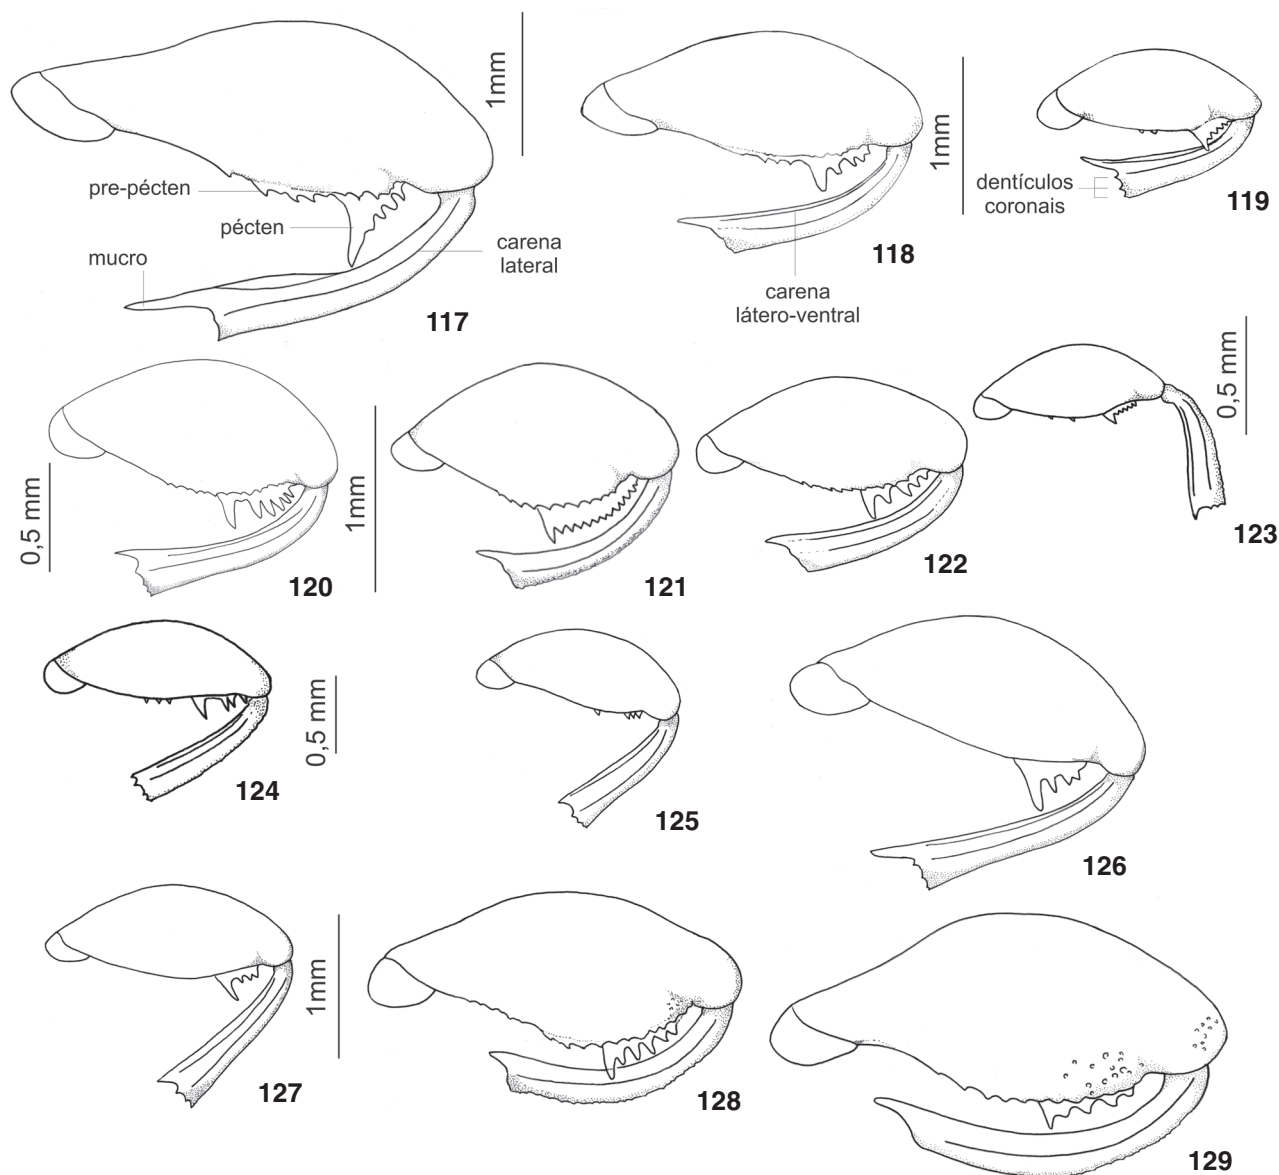 1mm
pre-pécten
pécten
mucro
carena
lateral
117
1mm
118
carena
látero-ventral
dentículos
coronais
119
0,5 mm
120
1mm
121
122
0,5 mm
123
124
0,5 mm
125
126
127
1mm
128
129